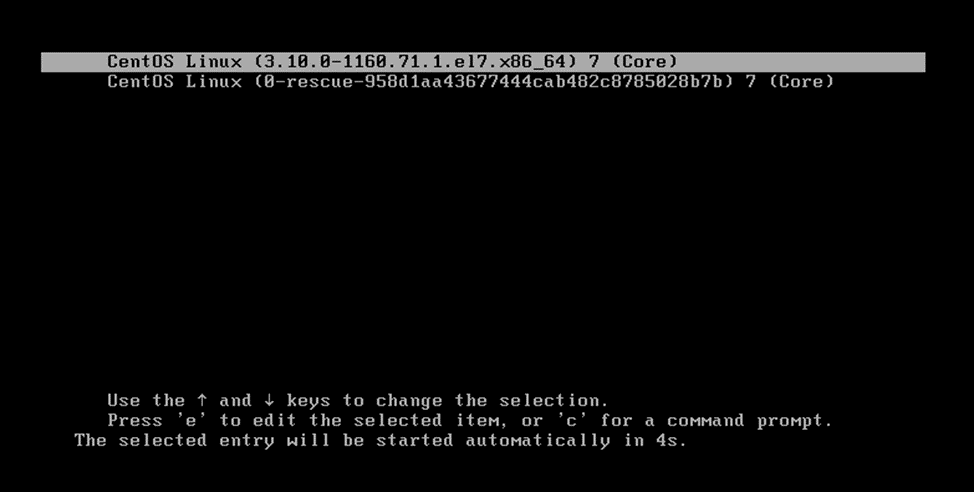 CentOS Linux (3.10.0-1160.71.1.el7.x86_64) 7 (Core)
CentOS Linux (0-rescue-958d1aa43677444cab482c8785028b7b) 7 (Core)
Use the ↑ and ↓ keys to change the selection.
Press 'e' to edit the selected item, or 'c' for a command prompt.
The selected entry will be started automatically in 4s.